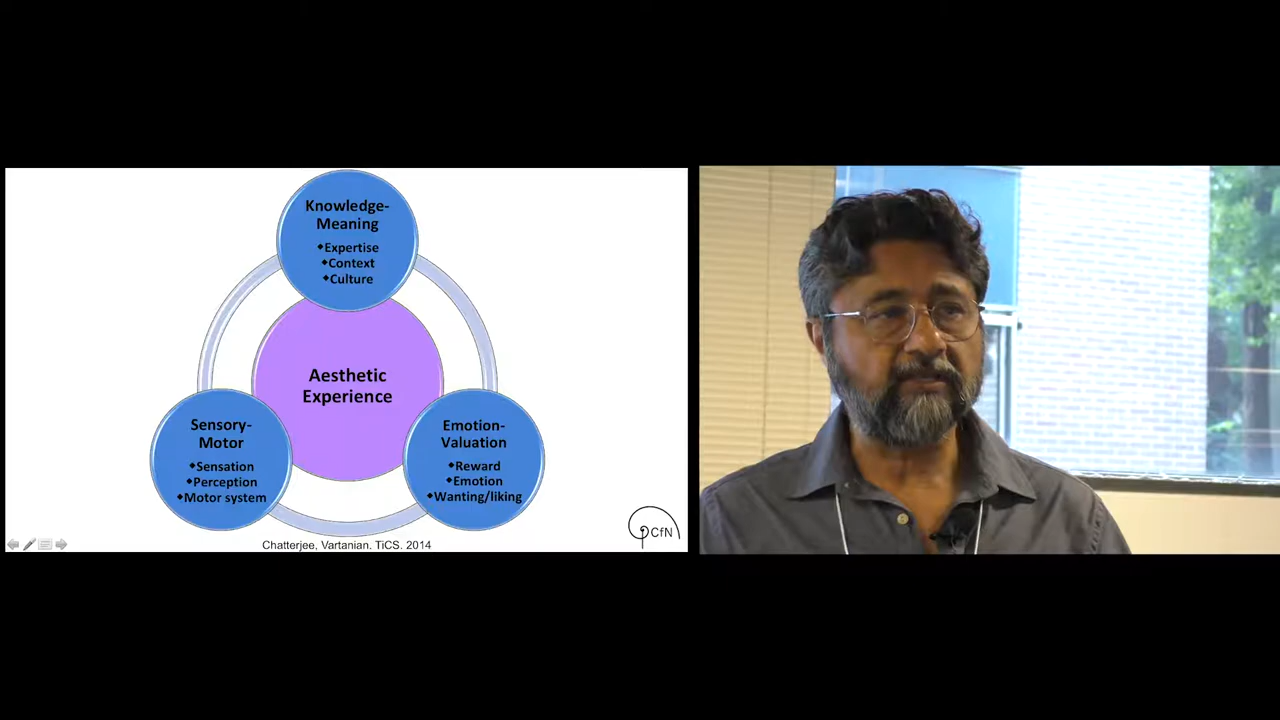 Knowledge-
Meaning
◆Expertise
◆Context
◆Culture
Aesthetic
Experience
Sensory-
Motor
◆Sensation
◆Perception
◆Motor system
Emotion-
Valuation
◆Reward
◆Emotion
◆Wanting/liking
Chatterjee, Vartanian. TiCS. 2014
CfN